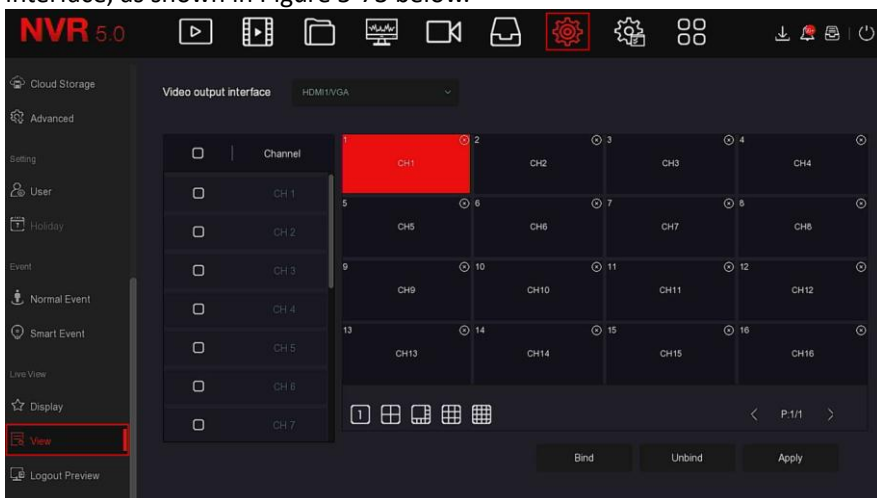 interface, as shown in Figure 5-75 below.
NVR 5.0
Cloud Storage
Advanced
Setting
User
Holiday
Event
Normal Event
Smart Event
Live View
Display
View
Logout Preview
Video output interface HDMI1/VGA
Channel
CH 1
CH 2
CH 3
CH 4
CH 5
CH 6
CH 7
1 CH1 2 CH2 3 CH3 4 CH4
5 CH5 6 CH6 7 CH7 8 CH8
9 CH9 10 CH10 11 CH11 12 CH12
13 CH13 14 CH14 15 CH15 16 CH16
1
P:1/1
Bind Unbind Apply